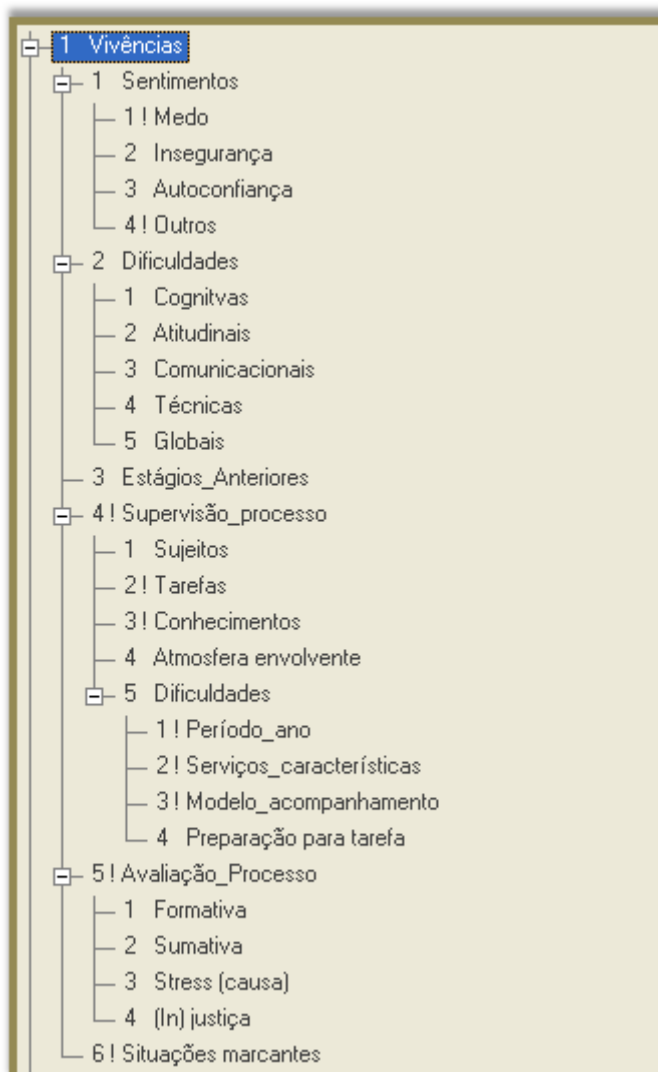 1 Vivências
1 Sentimentos
1 ! Medo
2 Insegurança
3 Autoconfiança
4 ! Outros
2 Dificuldades
1 Cognitvas
2 Atitudinais
3 Comunicacionais
4 Técnicas
5 Globais
3 Estágios_Anteriores
4 ! Supervisão_processo
1 Sujeitos
2 ! Tarefas
3 ! Conhecimentos
4 Atmosfera envolvente
5 Dificuldades
1 ! Período_ano
2 ! Serviços_características
3 ! Modelo_acompanhamento
4 Preparação para tarefa
5 ! Avaliação_Processo
1 Formativa
2 Sumativa
3 Stress (causa)
4 (In) justiça
6 ! Situações marcantes